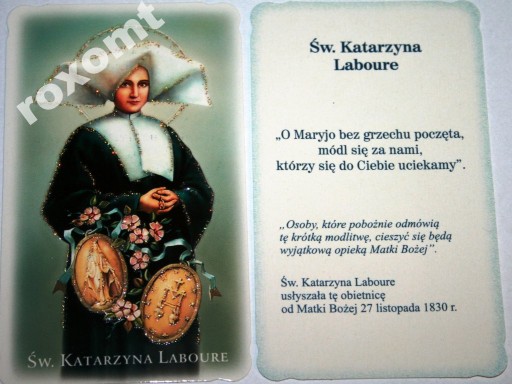 roxomt
ŚW. KATARZYNA LABOURE
Św. Katarzyna
Laboure
„O Maryjo bez grzechu poczęta,
módl się za nami,
którzy się do Ciebie uciekamy”.
„Osoby, które pobożnie odmówią
tę krótką modlitwę, cieszyć się będą
wyjątkową opieką Matki Bożej”.
Św. Katarzyna Laboure
usłyszała tę obietnicę
od Matki Bożej 27 listopada 1830 r.